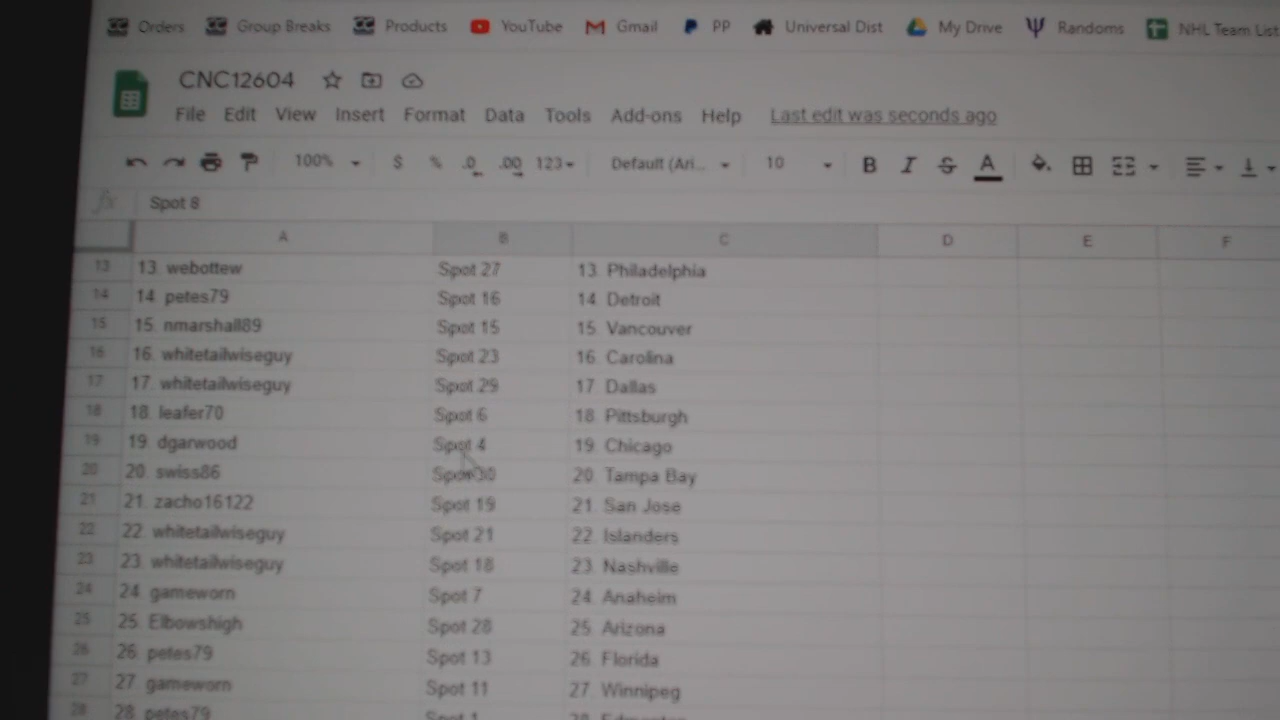 Orders Group Breaks Products YouTube Gmail PP Universal Dist My Drive Randoms NHL Team List
CNC12604
File Edit View Insert Format Data Tools Add-ons Help Last edit was seconds ago
100% $ % .0 .00 123 Default (Ari... 10 B I S A
fx Spot 8
A B C D E F
13 13. webottew Spot 27 13. Philadelphia
14 14. petes79 Spot 16 14. Detroit
15 15. nmarshall89 Spot 15 15. Vancouver
16 16. whitetailwiseguy Spot 23 16. Carolina
17 17. whitetailwiseguy Spot 29 17. Dallas
18 18. leafer70 Spot 6 18. Pittsburgh
19 19. dgarwood Spot 4 19. Chicago
20 20. swiss86 Spot 30 20. Tampa Bay
21 21. zacho16122 Spot 19 21. San Jose
22 22. whitetailwiseguy Spot 21 22. Islanders
23 23. whitetailwiseguy Spot 18 23. Nashville
24 24. gameworn Spot 7 24. Anaheim
25 25. Elbowshigh Spot 28 25. Arizona
26 26. petes79 Spot 13 26. Florida
27 27. gameworn Spot 11 27. Winnipeg
28 28. petes79 Spot 1 28. Edmonton